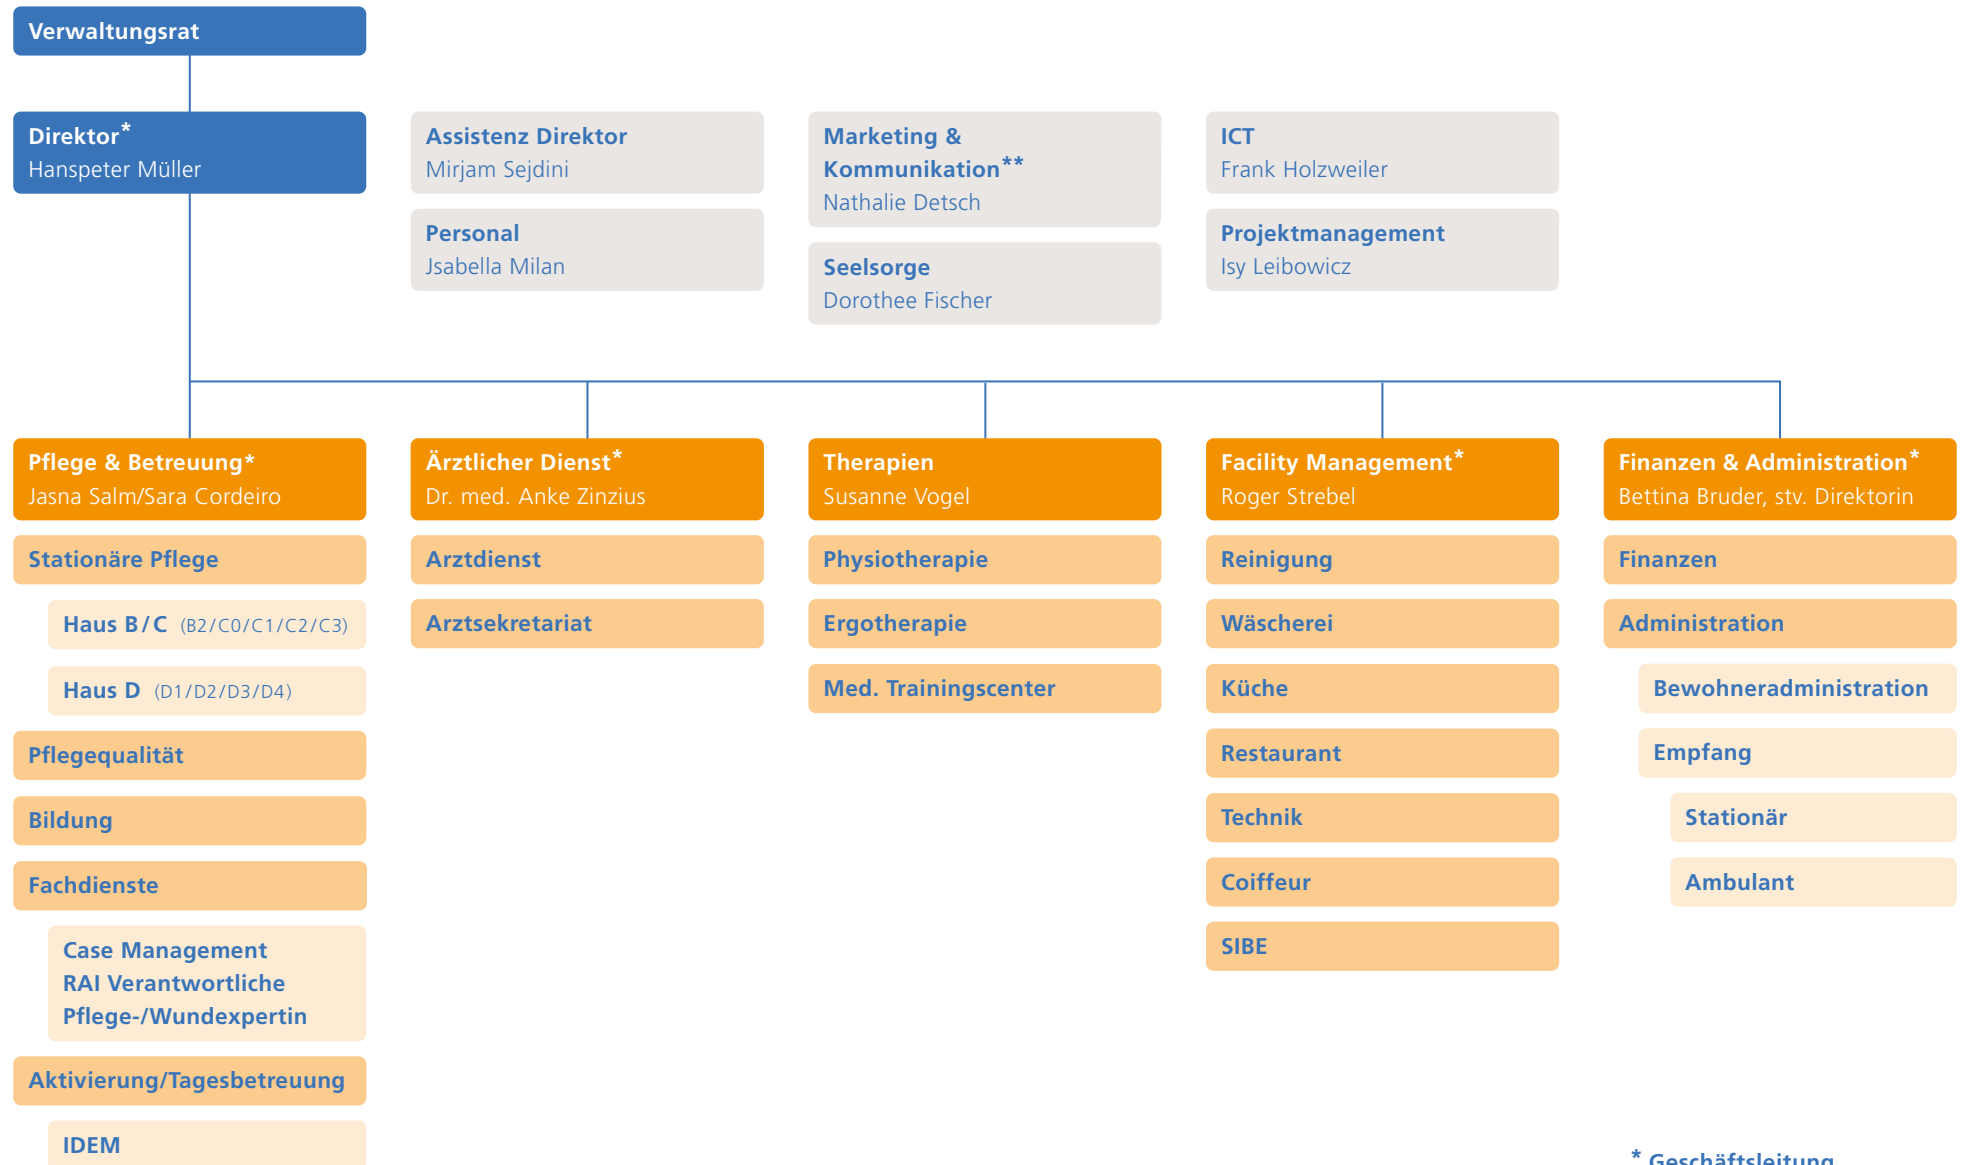 Verwaltungsrat
Direktor*
Hanspeter Müller
Assistenz Direktor
Mirjam Sejdini
Personal
Jsabella Milan
Marketing &
Kommunikation**
Nathalie Detsch
Seelsorge
Dorothee Fischer
ICT
Frank Holzweiler
Projektmanagement
Isy Leibowicz
Pflege & Betreuung*
Jasna Salm/Sara Cordeiro
Stationäre Pflege
Haus B/C (B2/C0/C1/C2/C3)
Haus D (D1/D2/D3/D4)
Pflegequalität
Bildung
Fachdienste
Case Management
RAI Verantwortliche
Pflege-/Wundexpertin
Aktivierung/Tagesbetreuung
IDEM
Ärztlicher Dienst*
Dr. med. Anke Zinzius
Arztdienst
Arztsekretariat
Therapien
Susanne Vogel
Physiotherapie
Ergotherapie
Med. Trainingscenter
Facility Management*
Roger Strebel
Reinigung
Wäscherei
Küche
Restaurant
Technik
Coiffeur
SIBE
Finanzen & Administration*
Bettina Bruder, stv. Direktorin
Finanzen
Administration
Bewohneradministration
Empfang
Stationär
Ambulant
* Geschäftsleitung